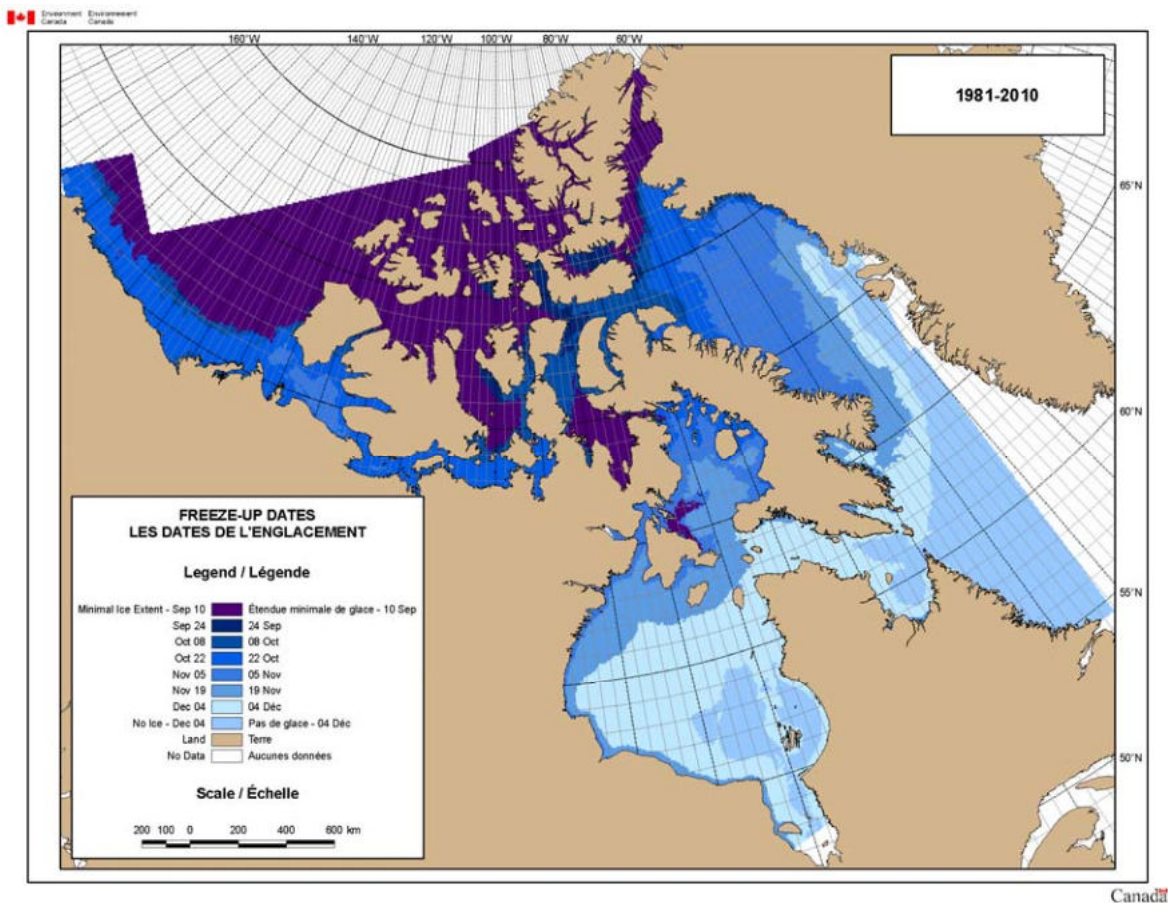 Environment Environnement
Canada Canada
160°W 140°W 120°W 100°W 80°W 60°W
1981-2010
65°N
60°N
55°N
50°N
FREEZE-UP DATES
LES DATES DE L'ENGLACEMENT
Legend / Légende
Minimal Ice Extent - Sep 10 Étendue minimale de glace - 10 Sep
Sep 24 24 Sep
Oct 08 08 Oct
Oct 22 22 Oct
Nov 05 05 Nov
Nov 19 19 Nov
Dec 04 04 Déc
No Ice - Dec 04 Pas de glace - 04 Déc
Land Terre
No Data Aucunes données
Scale / Échelle
200 100 0 200 400 600 km
Canada